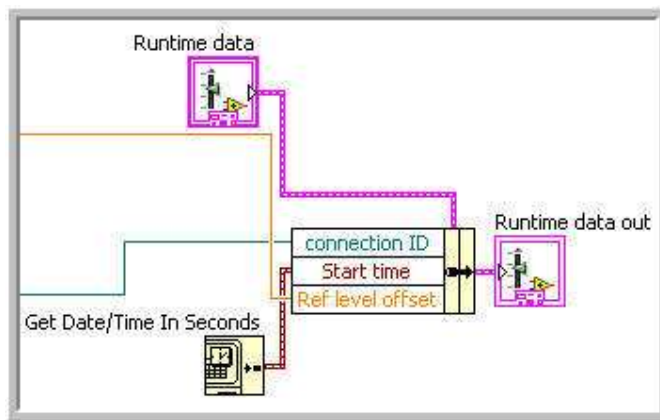 Runtime data
connection ID
Start time
Ref level offset
Runtime data out
Get Date/Time In Seconds